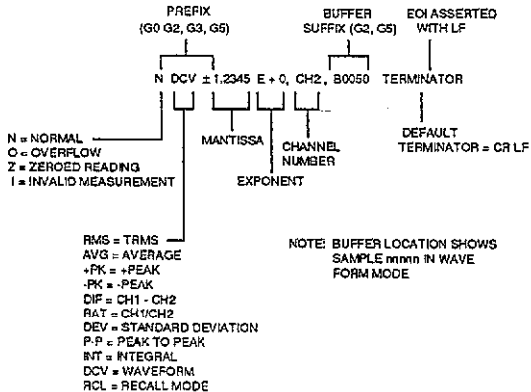 PREFIX
(G0 G2, G3, G5)
BUFFER
SUFFIX (G2, G5)
EOI ASSERTED
WITH LF
N DCV ± 1.2345 E + 0, CH2, B0050 TERMINATOR
N = NORMAL
O = OVERFLOW
Z = ZEROED READING
I = INVALID MEASUREMENT
MANTISSA
EXPONENT
CHANNEL
NUMBER
DEFAULT
TERMINATOR = CR LF
RMS = TRMS
AVG = AVERAGE
+PK = +PEAK
-PK = -PEAK
DIF = CH1 - CH2
RAT = CH1/CH2
DEV = STANDARD DEVIATION
P-P = PEAK TO PEAK
INT = INTEGRAL
DCV = WAVEFORM
RCL = RECALL MODE
NOTE: BUFFER LOCATION SHOWS
SAMPLE nnnnn IN WAVE
FORM MODE